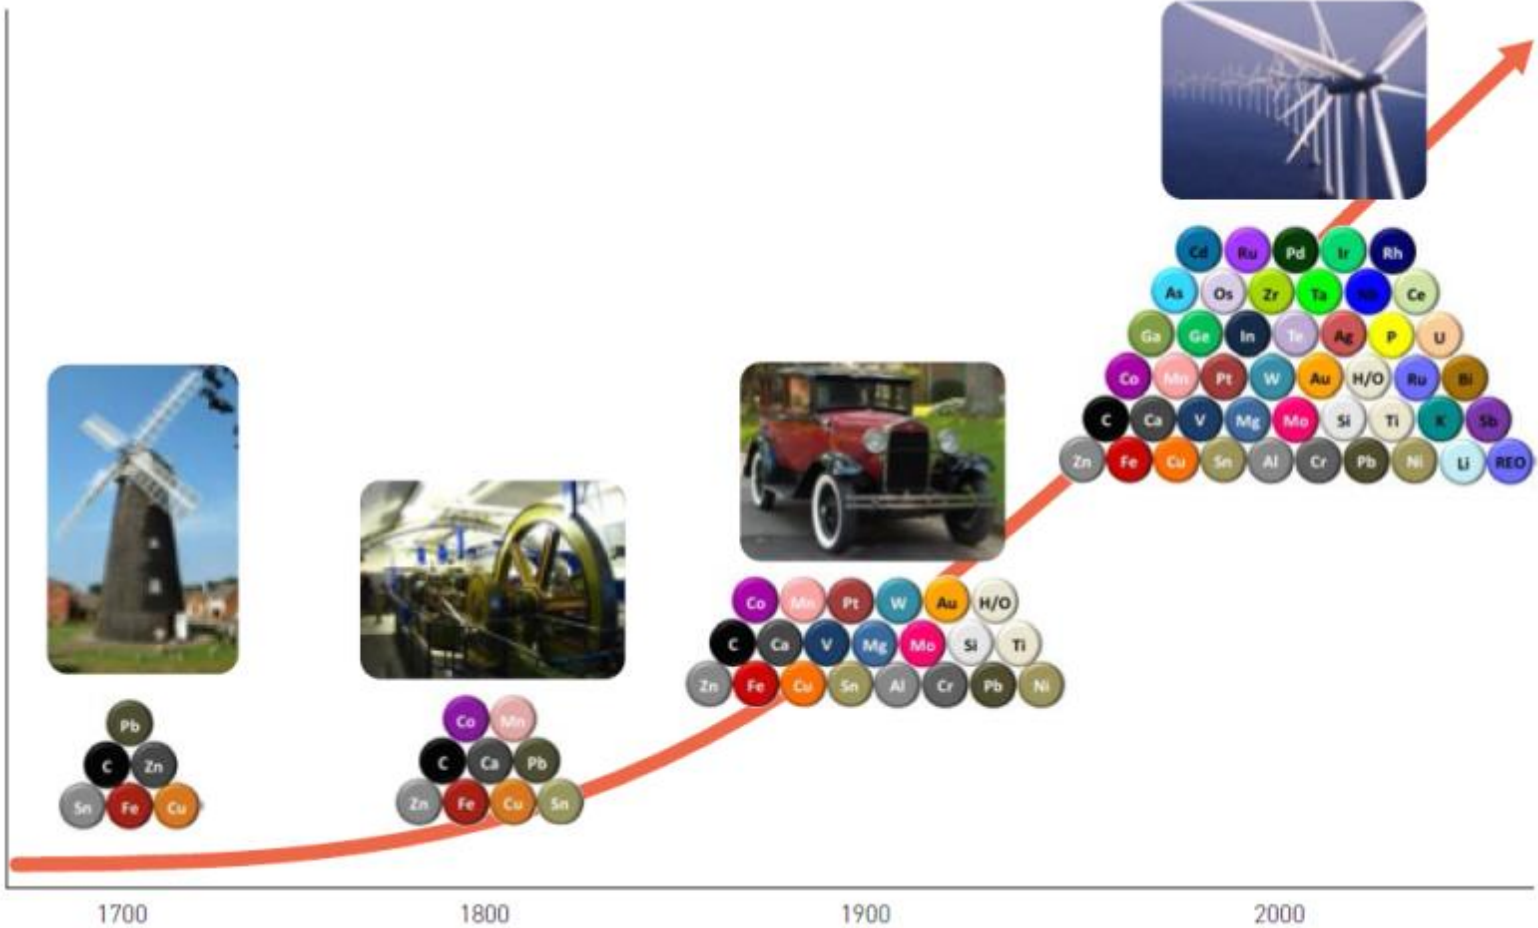 Cd Ru Pd Ir Rh
As Os Zr Ta Nb Ce
Ga Ge In Te Ag P U
Co Mn Pt W Au H/O Ru Bi
C Ca V Mg Mo Si Ti K Sb
Zn Fe Cu Sn Al Cr Pb Ni Li REO
Co Mn Pt W Au H/O
C Ca V Mg Mo Si Ti
Zn Fe Cu Sn Al Cr Pb Ni
Co Mn
C Ca Pb
Zn Fe Cu Sn
Pb
C Zn
Sn Fe Cu
1700 1800 1900 2000